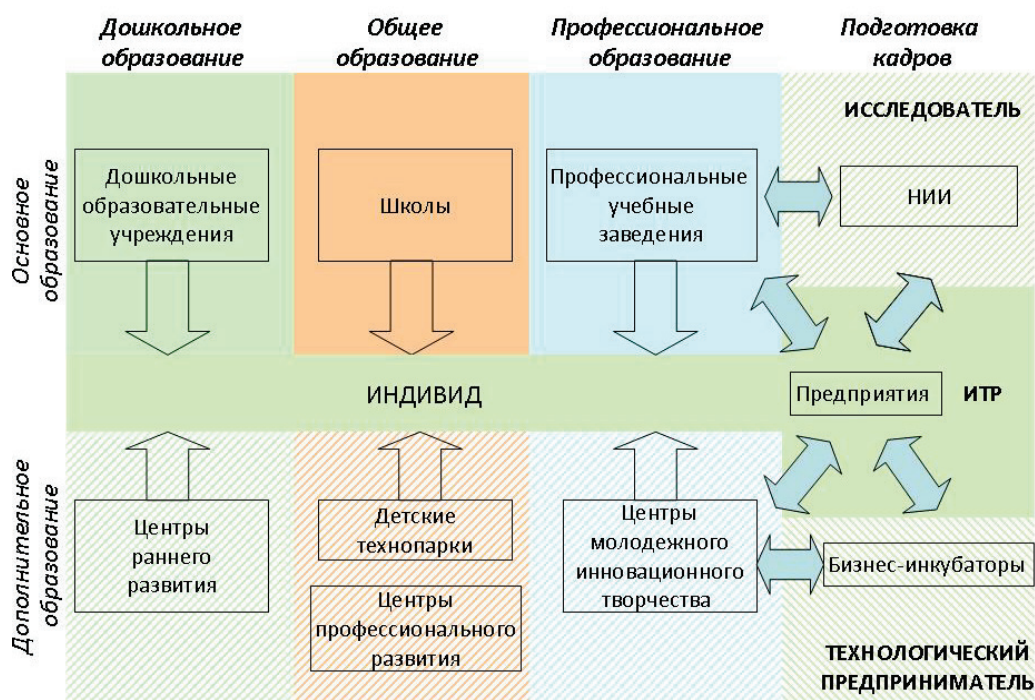 Дошкольное
образование
Общее
образование
Профессиональное
образование
Подготовка
кадров
Основное
образование
ИССЛЕДОВАТЕЛЬ
Дошкольные
образовательные
учреждения
Школы
Профессиональные
учебные
заведения
НИИ
ИНДИВИД
Предприятия
ИТР
Дополнительное
образование
Центры
раннего
развития
Детские
технопарки
Центры
профессионального
развития
Центры
молодежного
инновационного
творчества
Бизнес-инкубаторы
ТЕХНОЛОГИЧЕСКИЙ
ПРЕДПРИНИМАТЕЛЬ